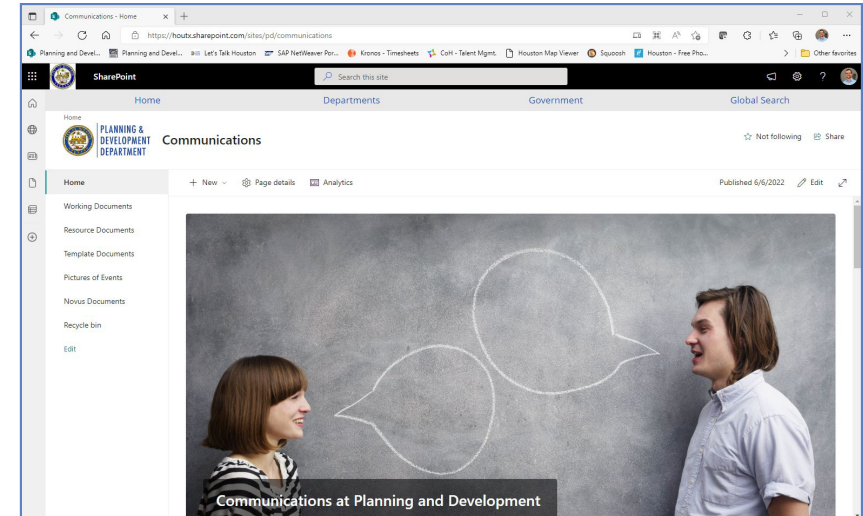 Communications - Home
https://houtx.sharepoint.com/sites/pd/communications
Planning and Devel... Planning and Devel... Let's Talk Houston SAP NetWeaver Por... Kronos - Timesheets CoH - Talent Mgmt. Houston Map Viewer Squoosh Houston - Free Pho... Other favorites
SharePoint Search this site
Home Departments Government Global Search
Home
PLANNING &
DEVELOPMENT
DEPARTMENT
Communications
Not following Share
Home + New Page details Analytics Published 6/6/2022 Edit
Working Documents
Resource Documents
Template Documents
Pictures of Events
Novus Documents
Recycle bin
Edit
Communications at Planning and Development